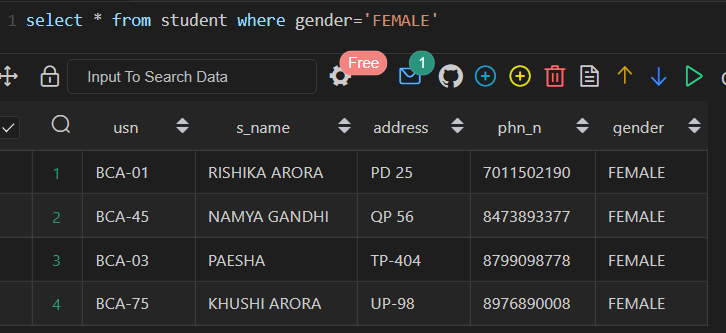 1 select * from student where gender='FEMALE'
Input To Search Data Free 1
usn s_name address phn_n gender
1 BCA-01 RISHIKA ARORA PD 25 7011502190 FEMALE
2 BCA-45 NAMYA GANDHI QP 56 8473893377 FEMALE
3 BCA-03 PAESHA TP-404 8799098778 FEMALE
4 BCA-75 KHUSHI ARORA UP-98 8976890008 FEMALE